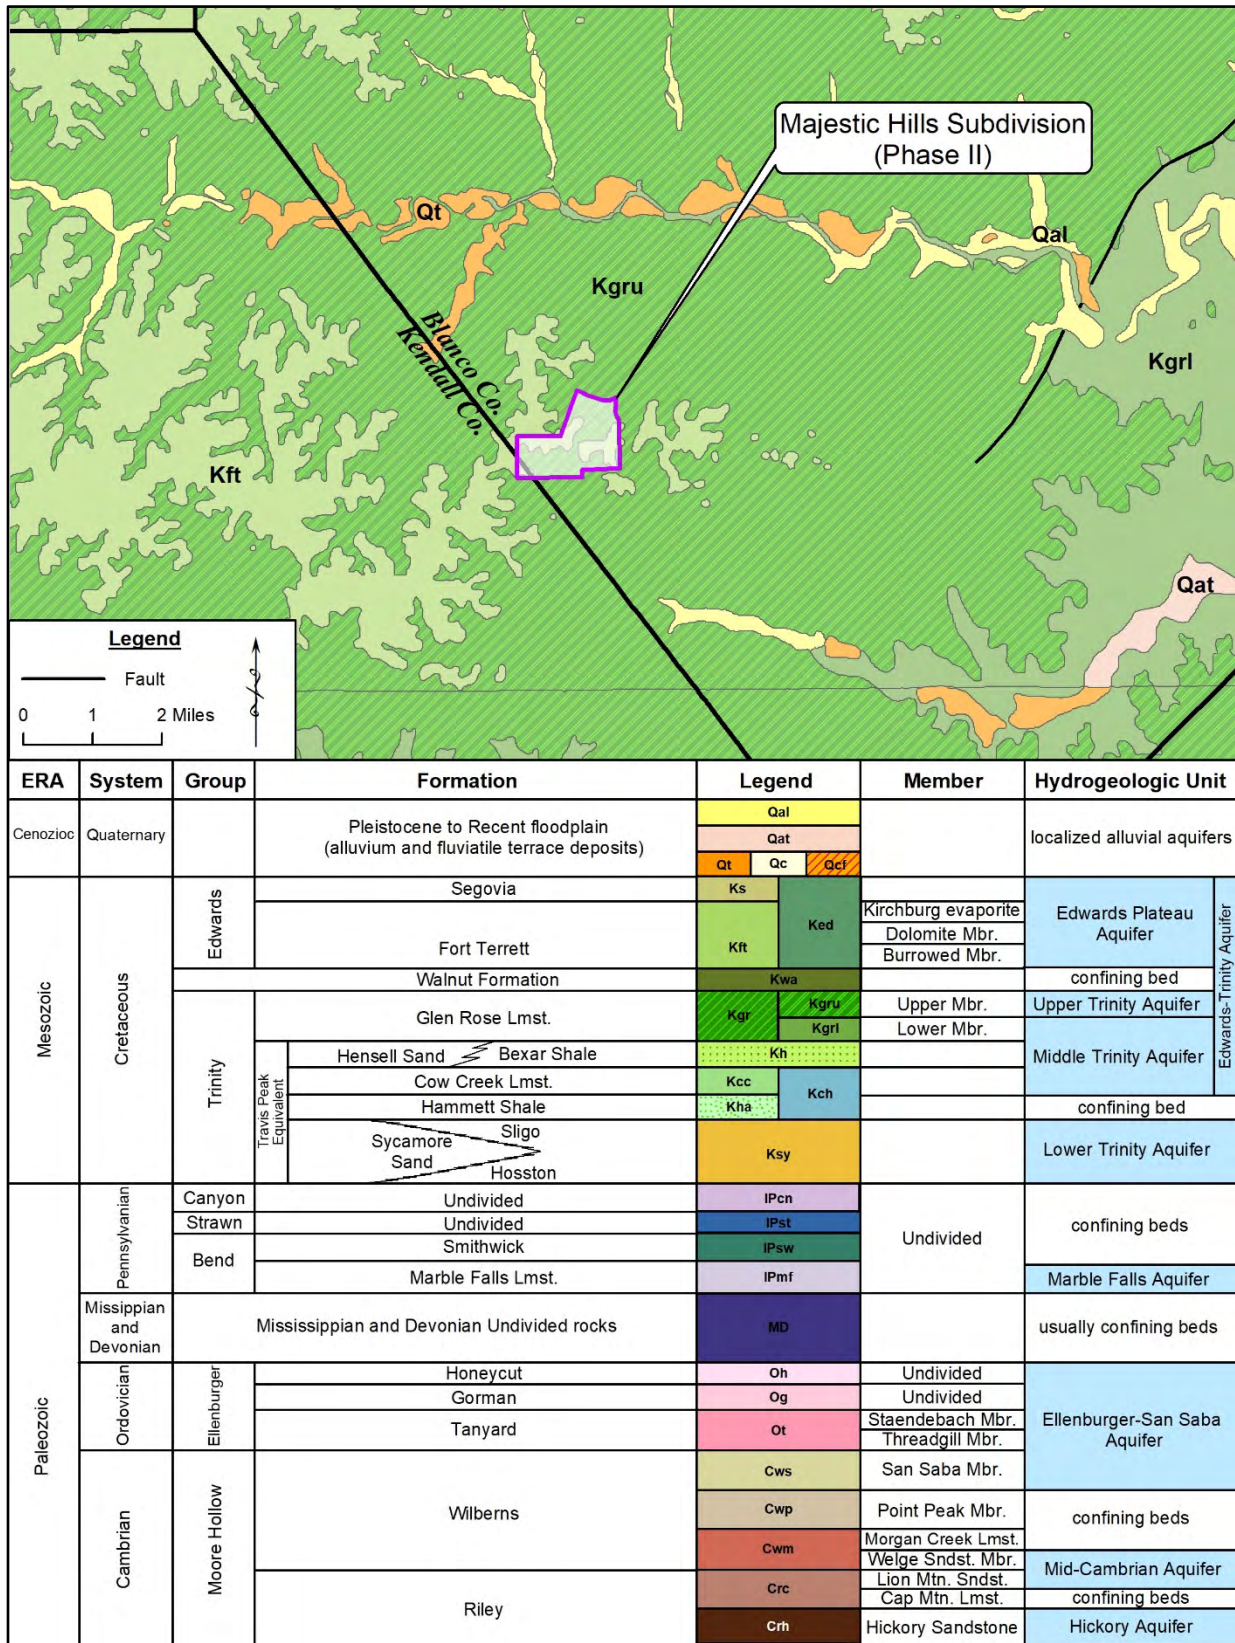 Majestic Hills Subdivision
(Phase II)
Qt
Qal
Kgru
Blanco Co.
Kendall Co.
Kgrl
Kft
Qat
Legend
Fault
0 1 2 Miles
ERA System Group Formation Legend Member Hydrogeologic Unit
Cenozioc Quaternary
Pleistocene to Recent floodplain
(alluvium and fluviatile terrace deposits)
Qal
Qat
Qt Qc Qcf
localized alluvial aquifers
Mesozoic
Cretaceous
Edwards
Segovia
Ks
Ked
Fort Terrett
Kft
Kirchburg evaporite
Dolomite Mbr.
Burrowed Mbr.
Edwards Plateau
Aquifer
Edwards-Trinity Aquifer
Walnut Formation
Kwa
confining bed
Trinity
Glen Rose Lmst.
Kgr
Kgru
Upper Mbr.
Upper Trinity Aquifer
Kgrl
Lower Mbr.
Middle Trinity Aquifer
Travis Peak
Equivalent
Hensell Sand Bexar Shale
Kh
Cow Creek Lmst.
Kcc
Kch
Hammett Shale
Kha
confining bed
Sligo
Sycamore
Sand
Hosston
Ksy
Lower Trinity Aquifer
Paleozoic
Pennsylvanian
Canyon
Undivided
IPcn
Undivided
confining beds
Strawn
Undivided
IPst
Bend
Smithwick
IPsw
Marble Falls Lmst.
IPmf
Marble Falls Aquifer
Missippian
and
Devonian
Mississippian and Devonian Undivided rocks
MD
usually confining beds
Ordovician
Ellenburger
Honeycut
Oh
Undivided
Gorman
Og
Undivided
Tanyard
Ot
Staendebach Mbr.
Threadgill Mbr.
Ellenburger-San Saba
Aquifer
Cambrian
Moore Hollow
Wilberns
Cws
San Saba Mbr.
Cwp
Point Peak Mbr.
confining beds
Cwm
Morgan Creek Lmst.
Welge Sndst. Mbr.
Mid-Cambrian Aquifer
Riley
Crc
Lion Mtn. Sndst.
Cap Mtn. Lmst.
confining beds
Crh
Hickory Sandstone
Hickory Aquifer